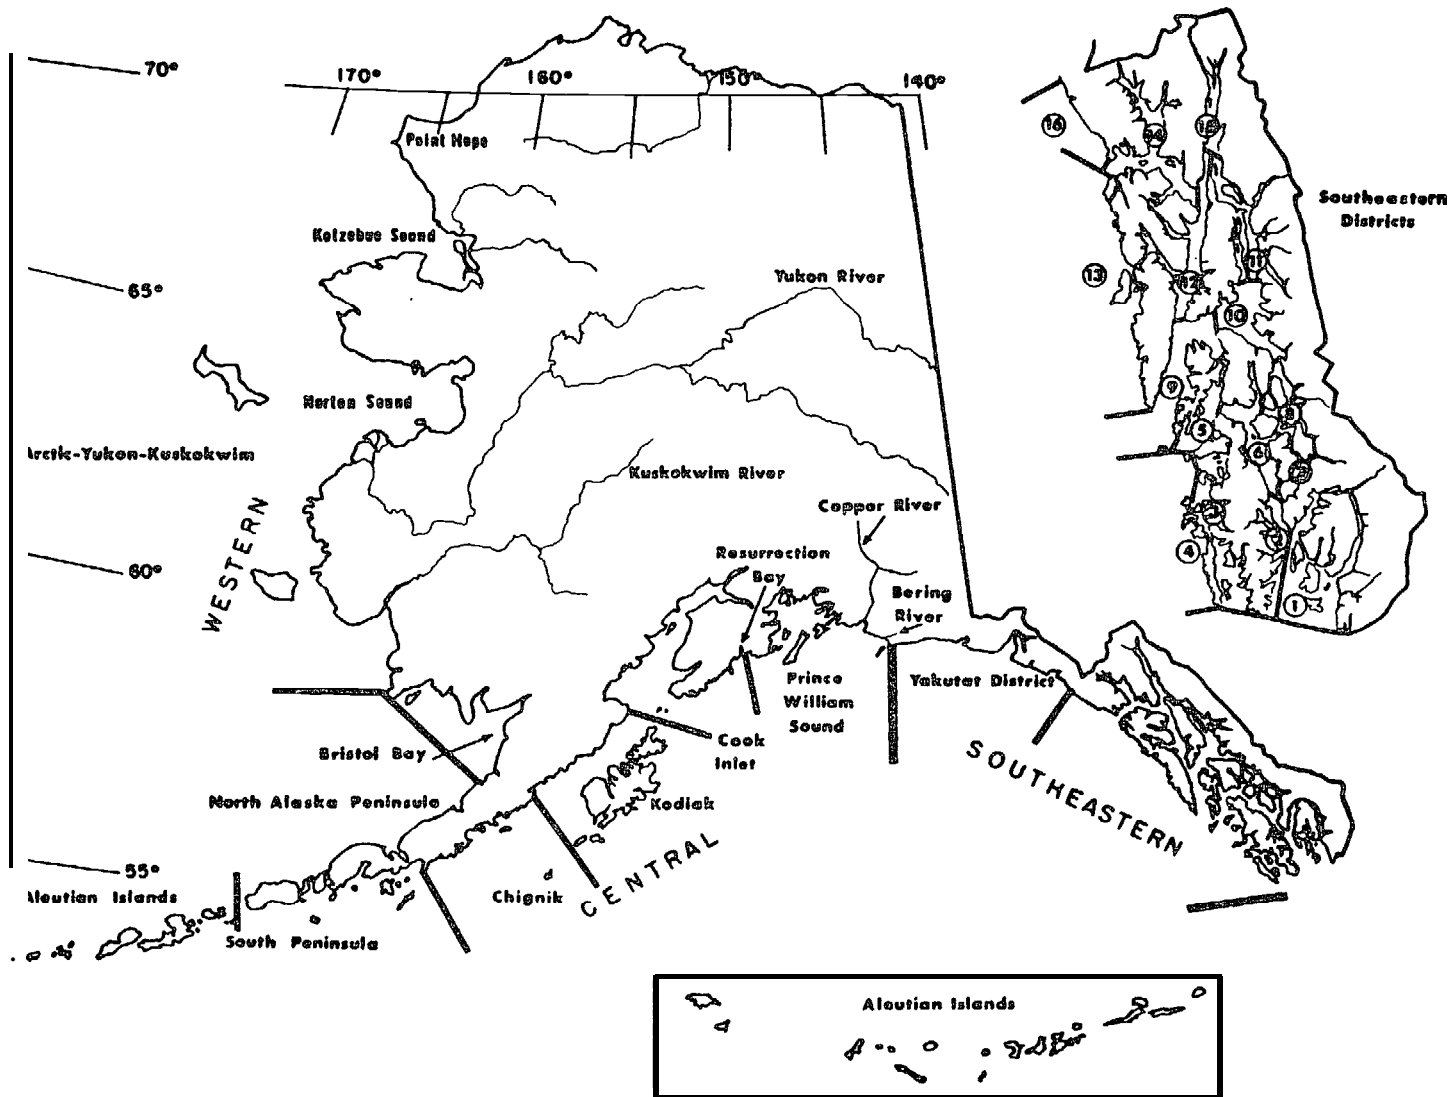 70°
170°
160°
150°
140°
Point Hope
Kotzebue Sound
65°
Yukon River
Norton Sound
Arctic-Yukon-Kuskokwim
Kuskokwim River
WESTERN
60°
Copper River
Resurrection
Bay
Bering
River
Prince
William
Sound
Yakutat District
Cook
Inlet
Bristol Bay
North Alaska Peninsula
Kodiak
SOUTHEASTERN
CENTRAL
55°
Chignik
Aleutian Islands
South Peninsula
Southeastern
Districts
16
14
15
13
12
11
10
9
8
5
6
7
3
4
2
1
Aleutian Islands